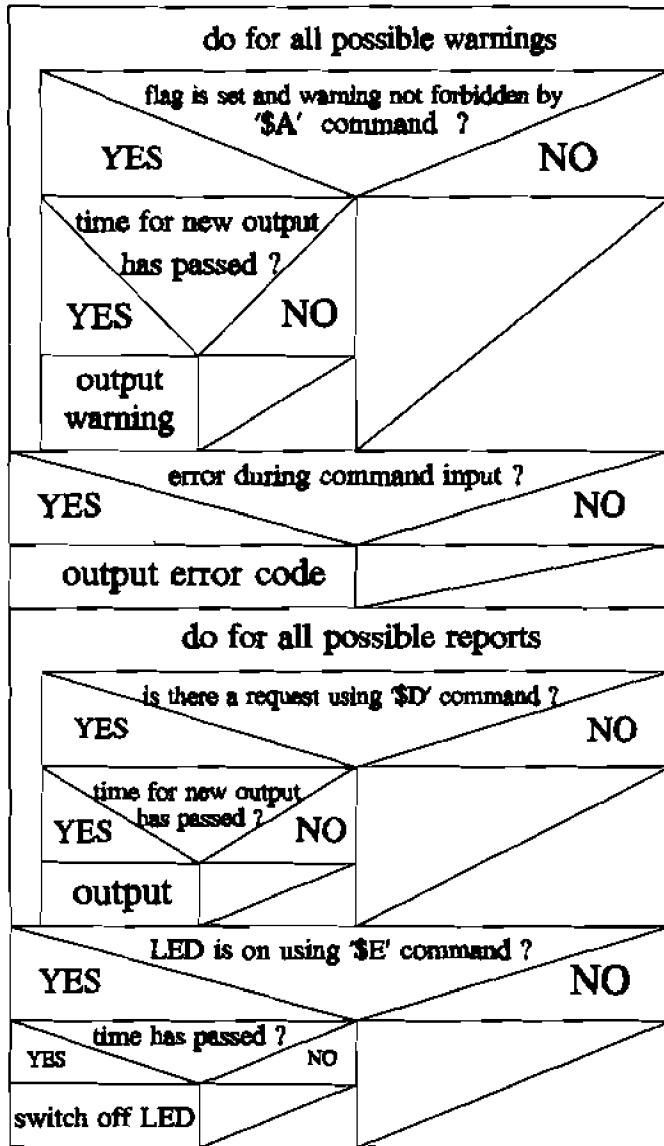 do for all possible warnings
flag is set and warning not forbidden by
'$A' command ?
YES
NO
time for new output
has passed ?
YES
NO
output
warning
error during command input ?
YES
NO
output error code
do for all possible reports
is there a request using '$D' command ?
YES
NO
time for new output
has passed ?
YES
NO
output
LED is on using '$E' command ?
YES
NO
time has passed ?
YES
NO
switch off LED